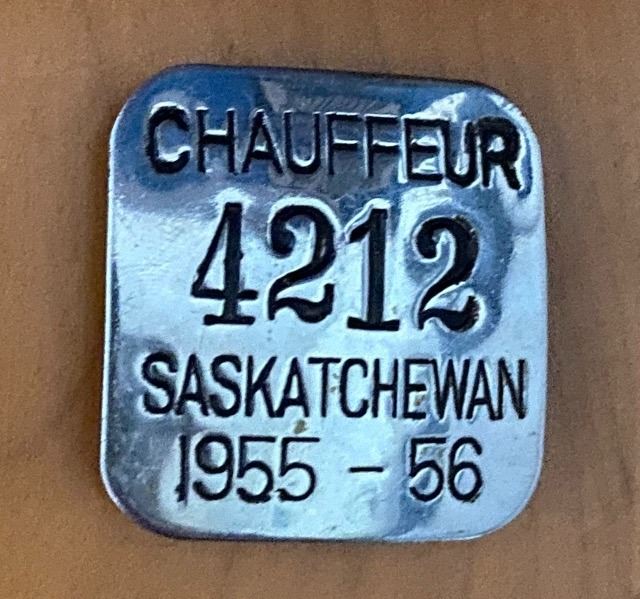 CHAUFFEUR
4212
SASKATCHEWAN
1955 - 56